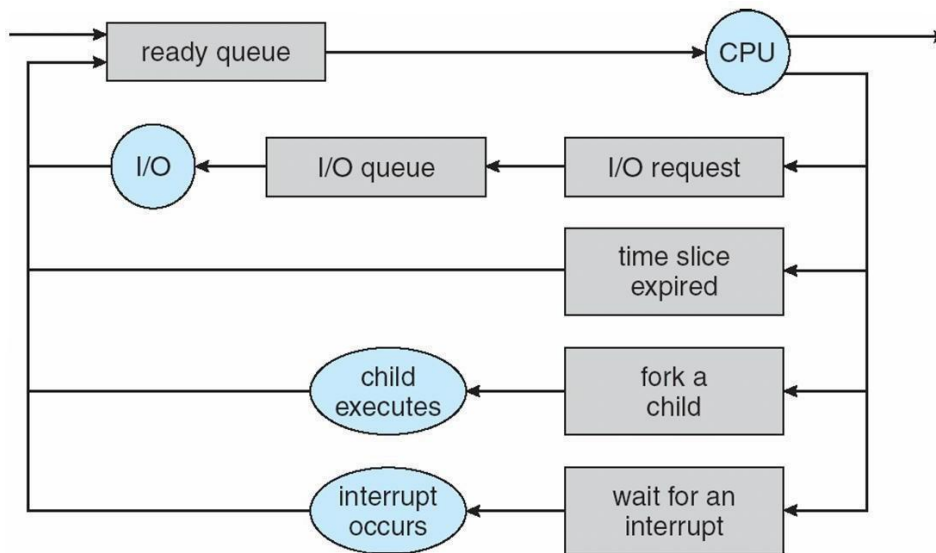 ready queue
CPU
I/O
I/O queue
I/O request
time slice
expired
child
executes
fork a
child
interrupt
occurs
wait for an
interrupt